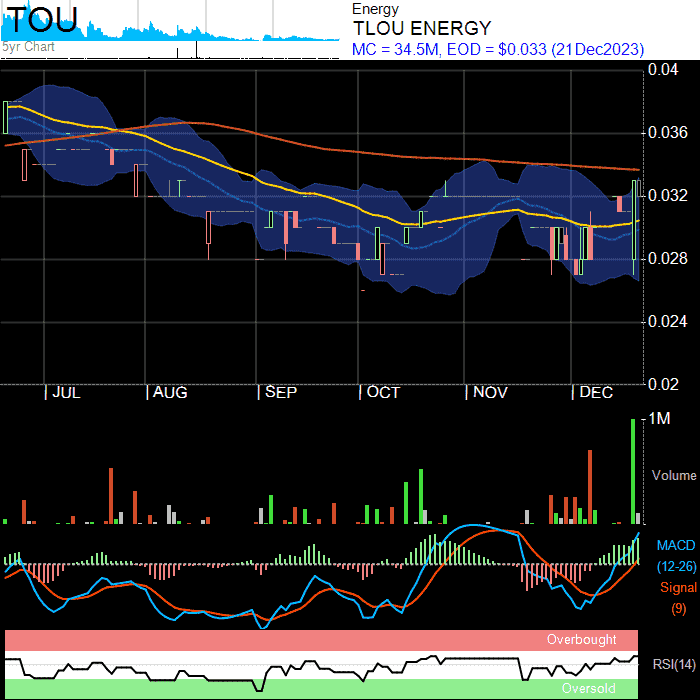 TOU
5yr Chart
Energy
TLOU ENERGY
MC = 34.5M, EOD = $0.033 (21Dec2023)
0.04
0.036
0.032
0.028
0.024
0.02
JUL
AUG
SEP
OCT
NOV
DEC
1M
Volume
MACD
(12-26)
Signal
(9)
Overbought
RSI(14)
Oversold